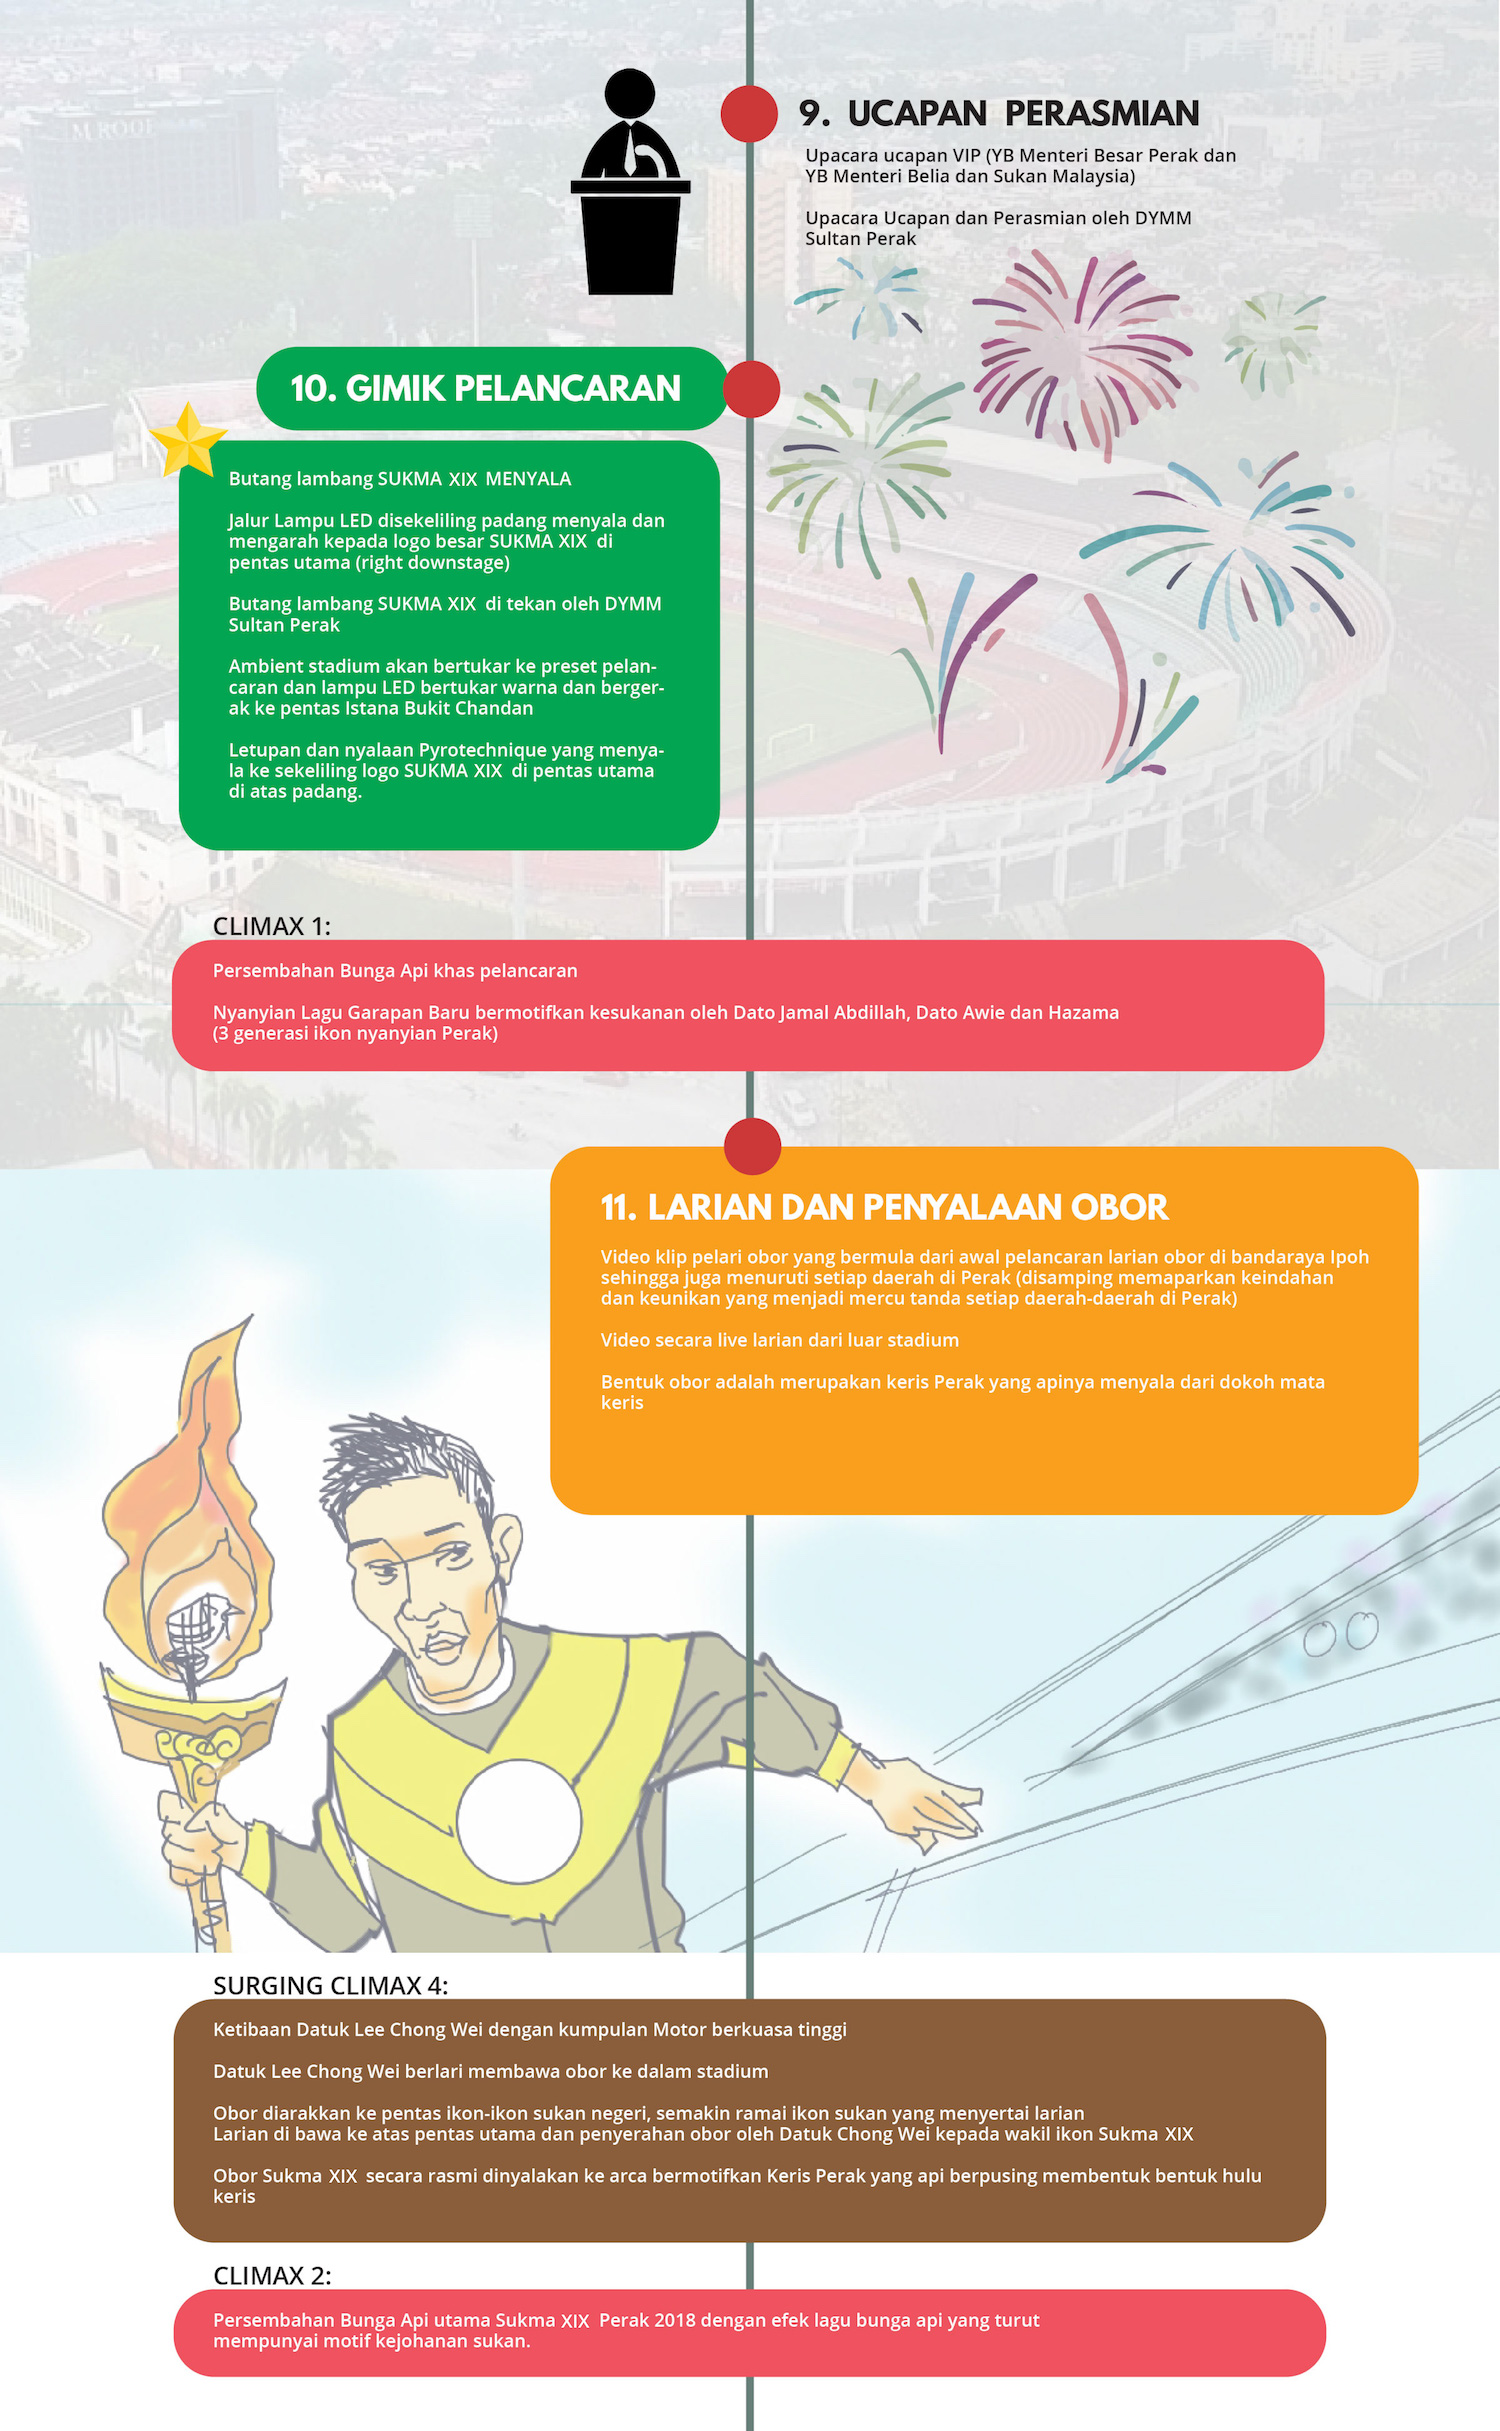 M ROOF
9. UCAPAN PERASMIAN
Upacara ucapan VIP (YB Menteri Besar Perak dan
YB Menteri Belia dan Sukan Malaysia)
Upacara Ucapan dan Perasmian oleh DYMM
Sultan Perak
10. GIMIK PELANCARAN
Butang lambang SUKMA XIX MENYALA
Jalur Lampu LED disekeliling padang menyala dan
mengarah kepada logo besar SUKMA XIX di
pentas utama (right downstage)
Butang lambang SUKMA XIX di tekan oleh DYMM
Sultan Perak
Ambient stadium akan bertukar ke preset pelan-
caran dan lampu LED bertukar warna dan berger-
ak ke pentas Istana Bukit Chandan
Letupan dan nyalaan Pyrotechnique yang menya-
la ke sekeliling logo SUKMA XIX di pentas utama
di atas padang.
CLIMAX 1:
Persembahan Bunga Api khas pelancaran
Nyanyian Lagu Garapan Baru bermotifkan kesukanan oleh Dato Jamal Abdillah, Dato Awie dan Hazama
(3 generasi ikon nyanyian Perak)
11. LARIAN DAN PENYALAAN OBOR
Video klip pelari obor yang bermula dari awal pelancaran larian obor di bandaraya Ipoh
sehingga juga menuruti setiap daerah di Perak (disamping memaparkan keindahan
dan keunikan yang menjadi mercu tanda setiap daerah-daerah di Perak)
Video secara live larian dari luar stadium
Bentuk obor adalah merupakan keris Perak yang apinya menyala dari dokoh mata
keris
SURGING CLIMAX 4:
Ketibaan Datuk Lee Chong Wei dengan kumpulan Motor berkuasa tinggi
Datuk Lee Chong Wei berlari membawa obor ke dalam stadium
Obor diarakkan ke pentas ikon-ikon sukan negeri, semakin ramai ikon sukan yang menyertai larian
Larian di bawa ke atas pentas utama dan penyerahan obor oleh Datuk Chong Wei kepada wakil ikon Sukma XIX
Obor Sukma XIX secara rasmi dinyalakan ke arca bermotifkan Keris Perak yang api berpusing membentuk bentuk hulu
keris
CLIMAX 2:
Persembahan Bunga Api utama Sukma XIX Perak 2018 dengan efek lagu bunga api yang turut
mempunyai motif kejohanan sukan.